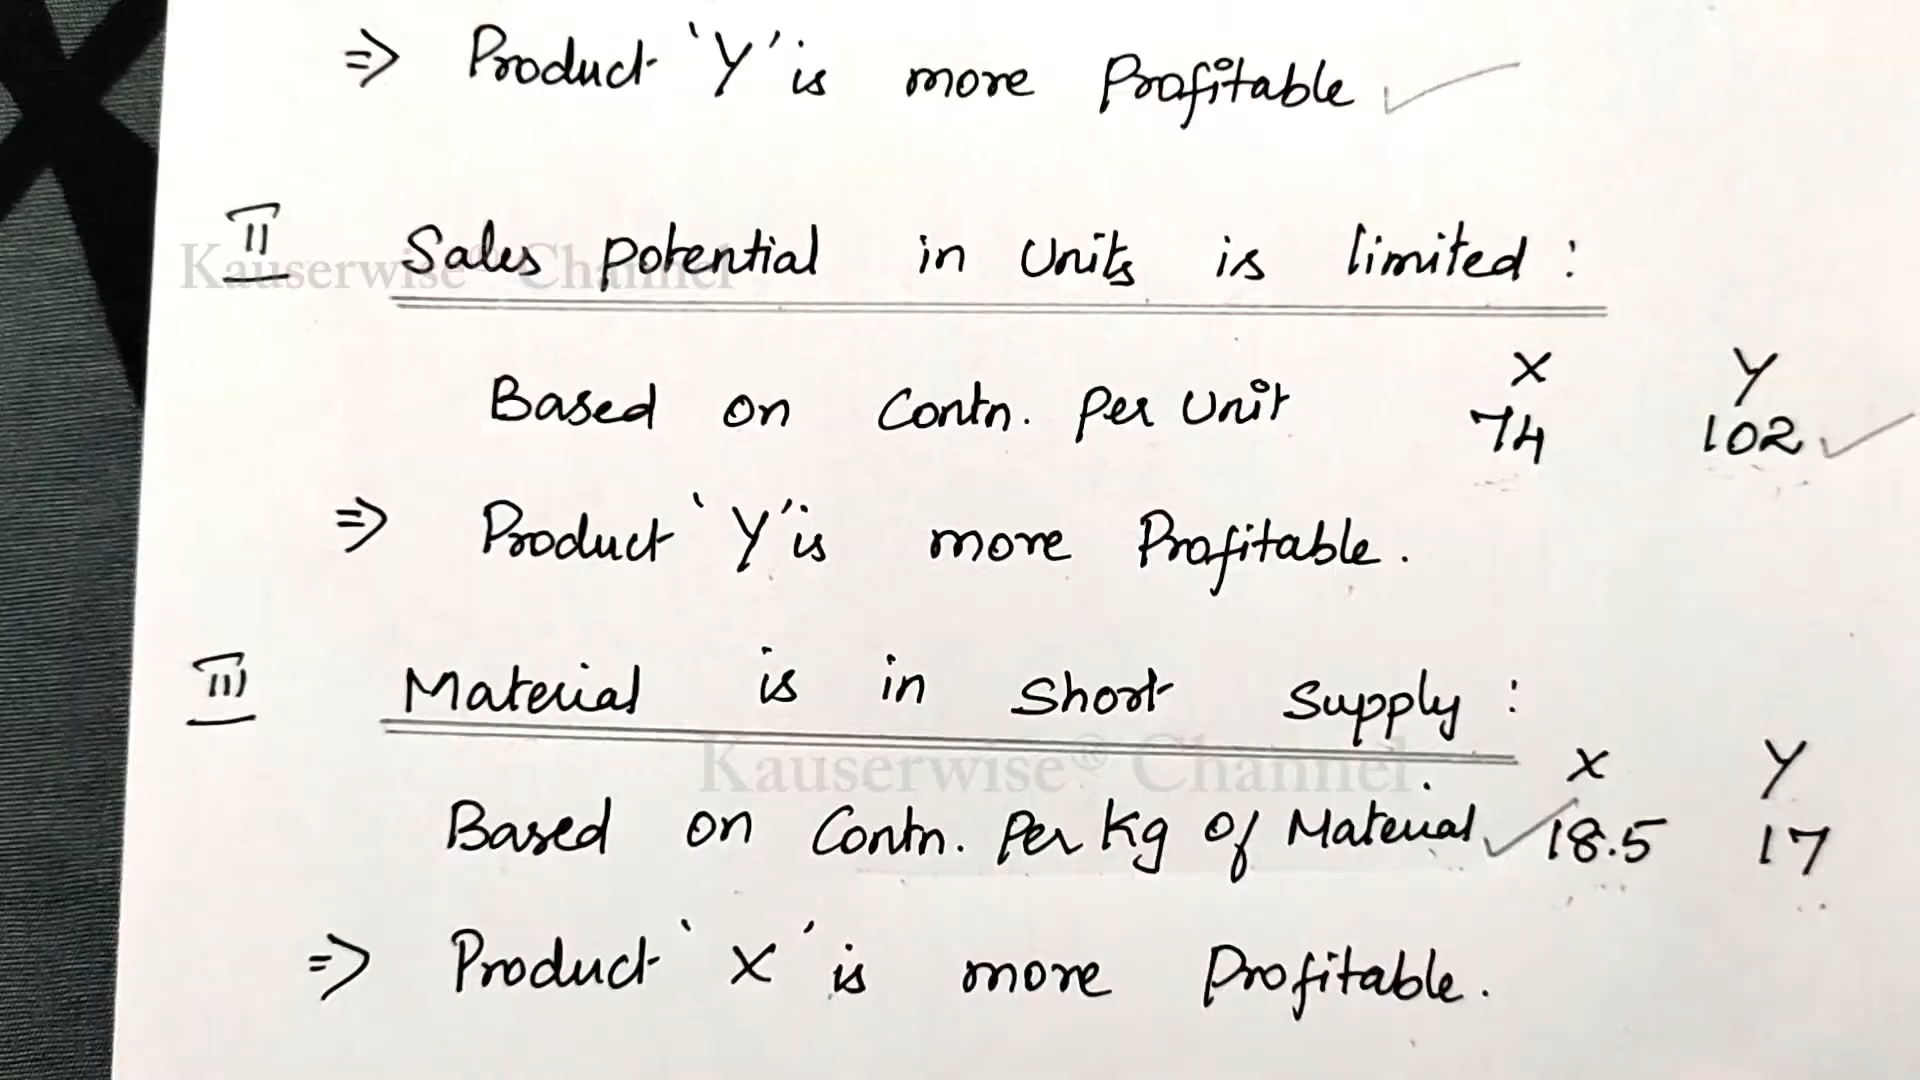 => Product 'Y' is more Profitable ✓
II Sales potential in Units is limited :
Kauserwise® Channel
X Y
Based on Contn. Per Unit 74 102 ✓
=> Product 'Y' is more Profitable.
III Material is in Short Supply :
Kauserwise® Channel
X Y
Based on Contn. Per Kg of Material ✓ 18.5 17
=> Product 'X' is more Profitable.